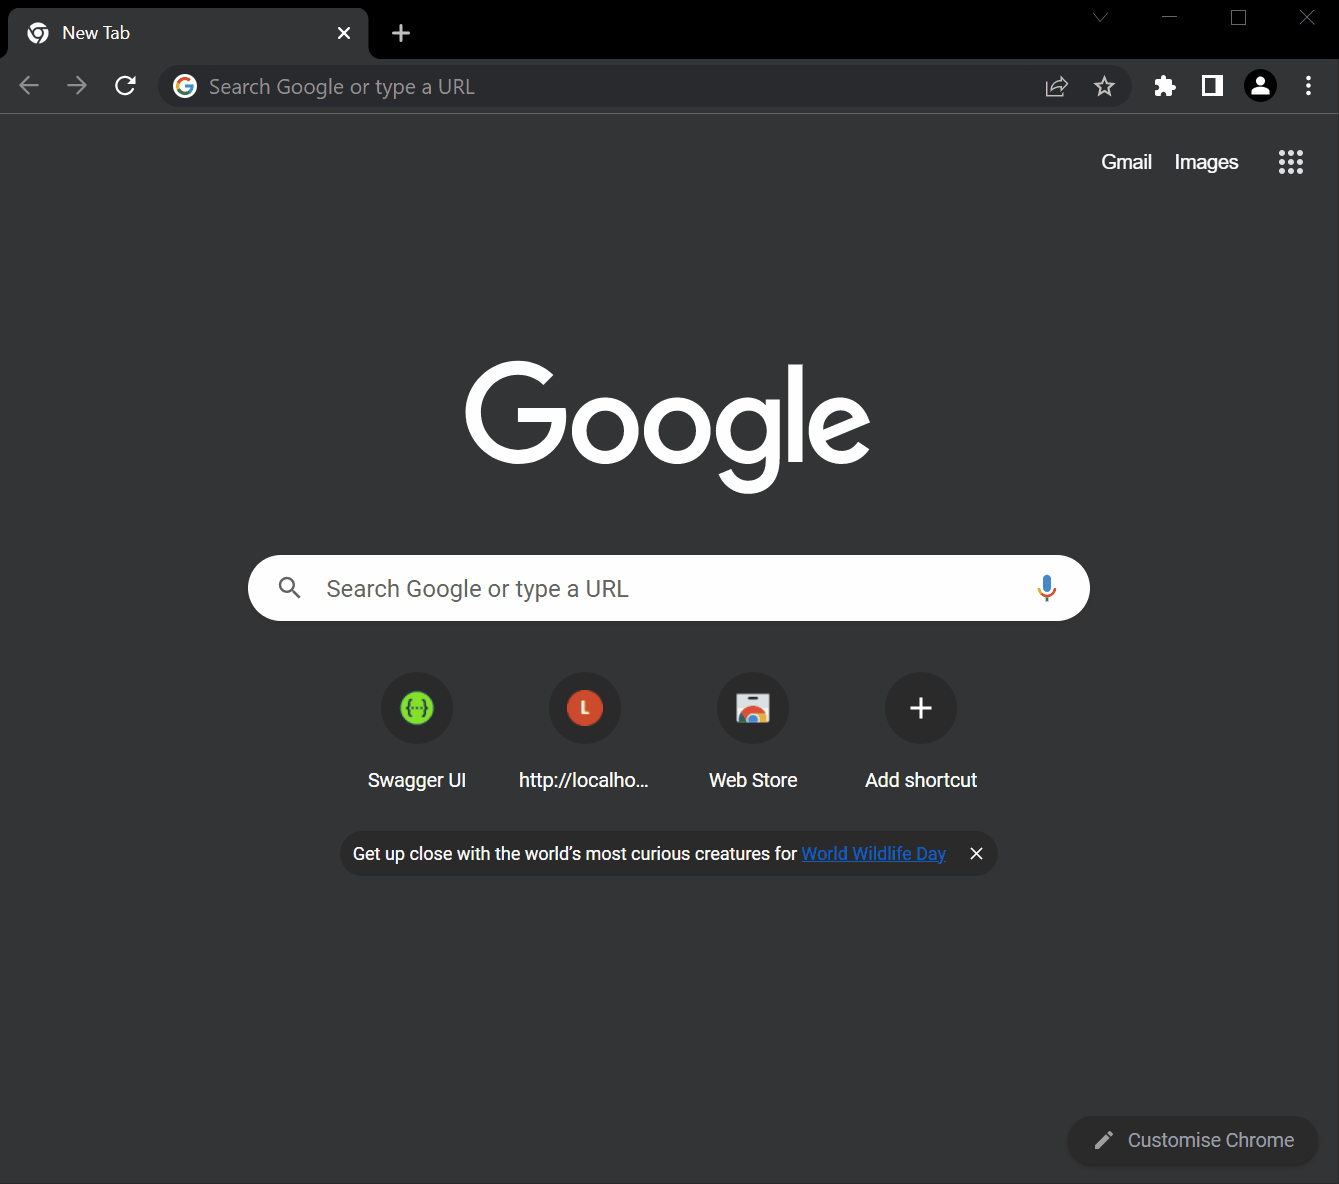 New Tab
Search Google or type a URL
Gmail Images
Google
Search Google or type a URL
L
Swagger UI http://localho... Web Store Add shortcut
Get up close with the world’s most curious creatures for World Wildlife Day
Customise Chrome